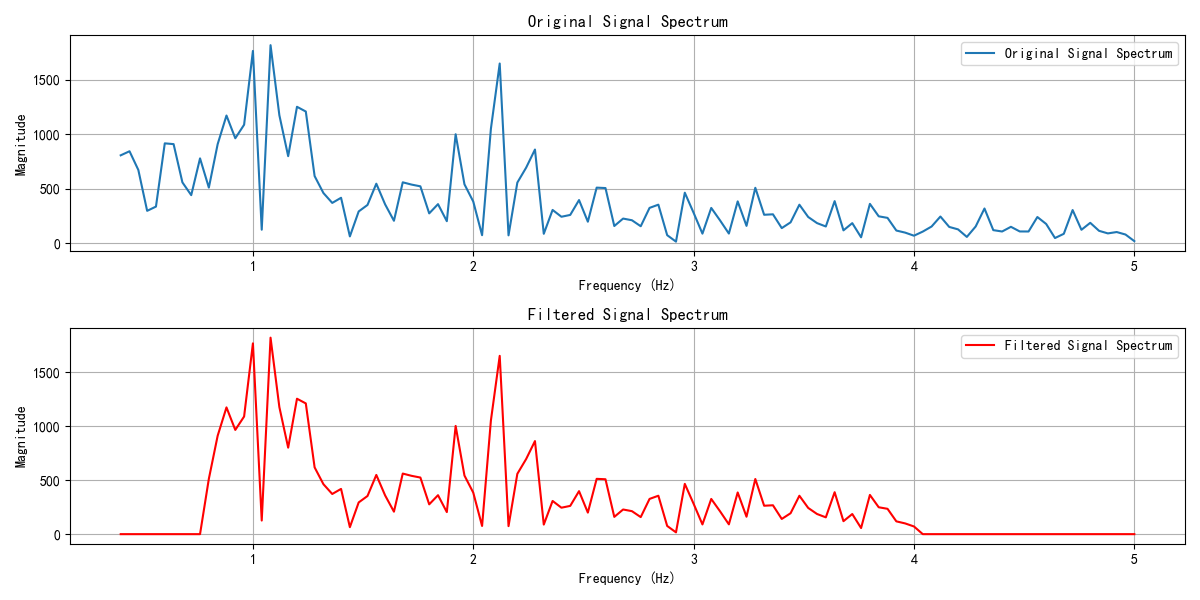 Original Signal Spectrum
Original Signal Spectrum
Magnitude
1500
1000
500
0
1 2 3 4 5
Frequency (Hz)
Filtered Signal Spectrum
Filtered Signal Spectrum
Magnitude
1500
1000
500
0
1 2 3 4 5
Frequency (Hz)